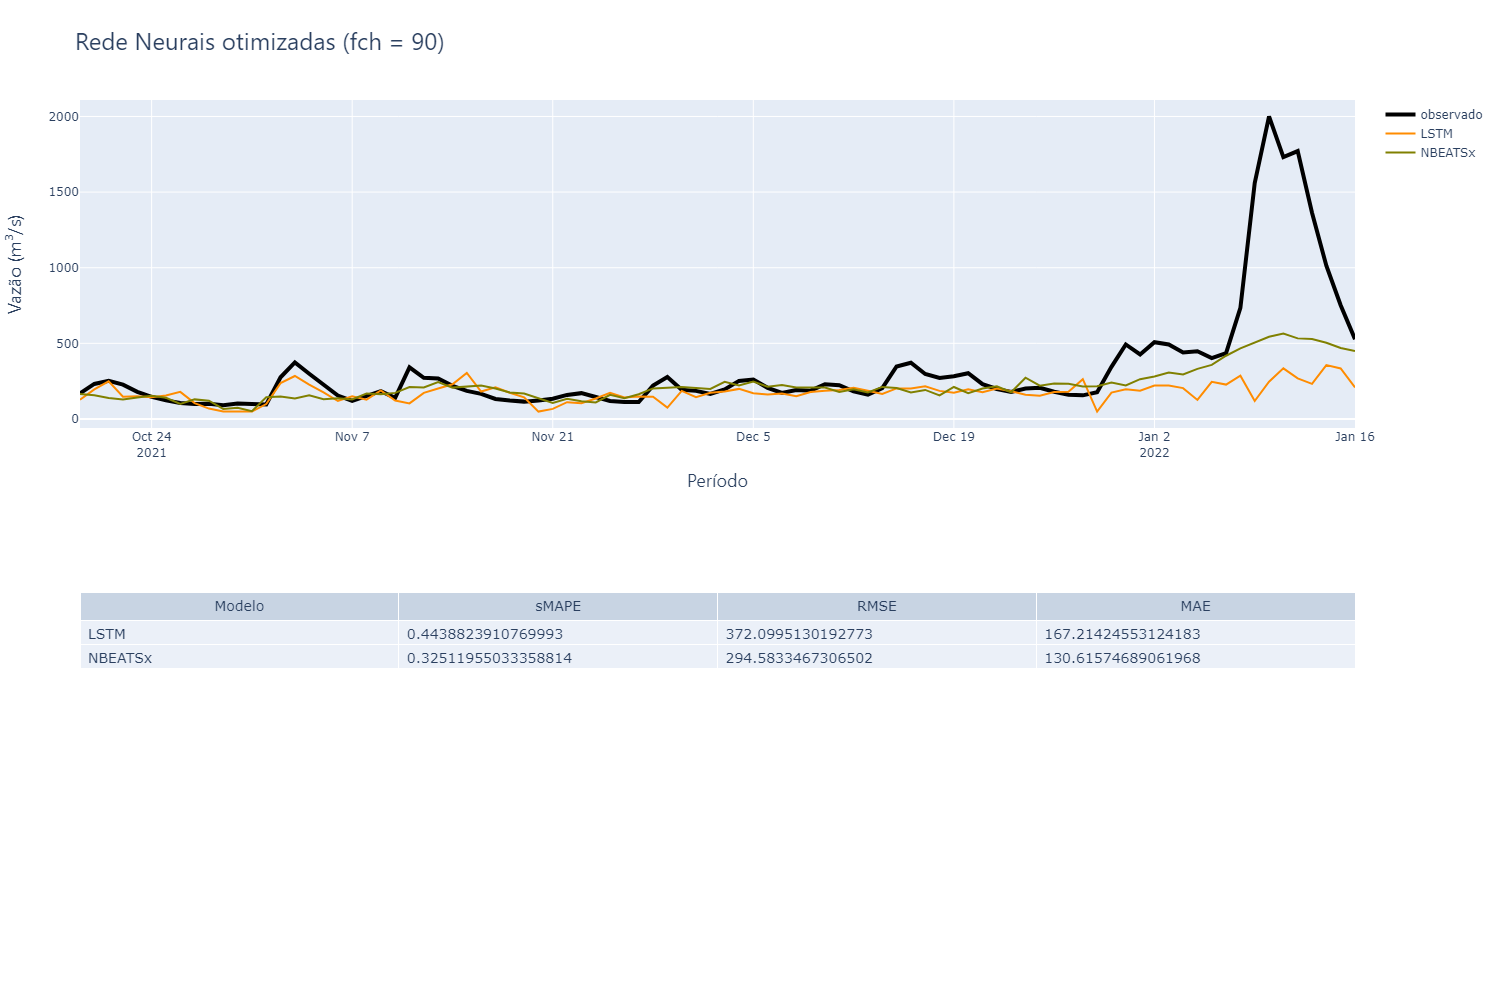 Rede Neurais otimizadas (fch = 90)
observado
LSTM
NBEATSx
Vazão (m³/s)
2000
1500
1000
500
0
Oct 24
2021
Nov 7
Nov 21
Dec 5
Dec 19
Jan 2
2022
Jan 16
Período
Modelo sMAPE RMSE MAE
LSTM 0.4438823910769993 372.0995130192773 167.21424553124183
NBEATSx 0.32511955033358814 294.5833467306502 130.61574689061968